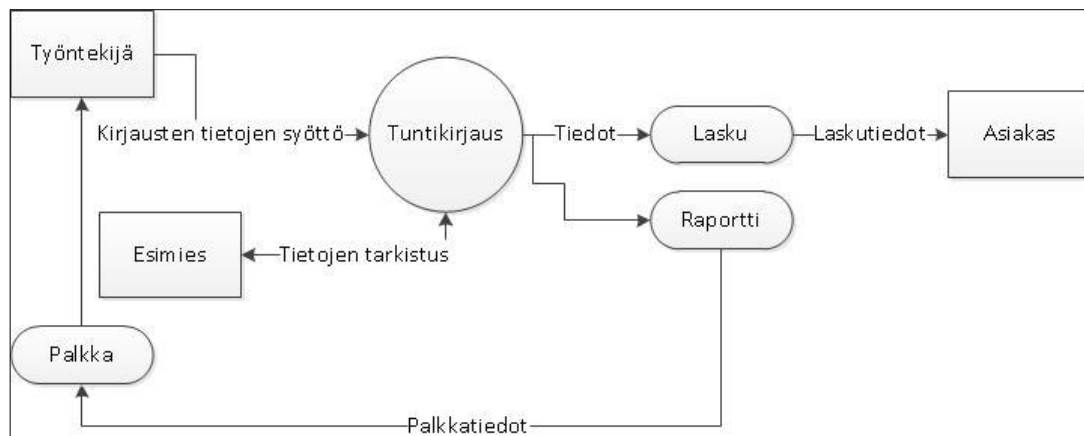 Työntekijä
Kirjausten tietojen syöttö
Tuntikirjaus
Tiedot
Lasku
Laskutiedot
Asiakas
Raportti
Esimies
Tietojen tarkistus
Palkka
Palkkatiedot